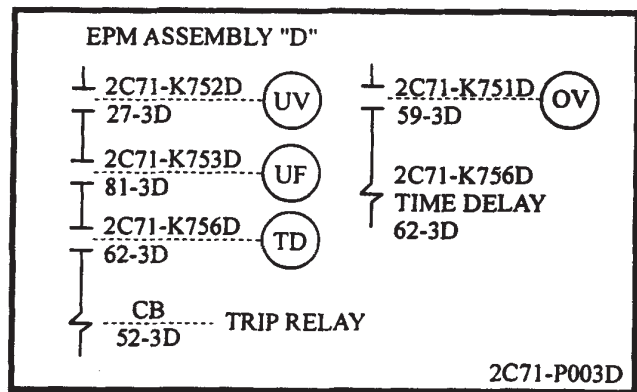 EPM ASSEMBLY "D"
2C71-K752D
27-3D
UV
2C71-K753D
81-3D
UF
2C71-K756D
62-3D
TD
CB
52-3D
TRIP RELAY
2C71-K751D
59-3D
OV
2C71-K756D
TIME DELAY
62-3D
2C71-P003D